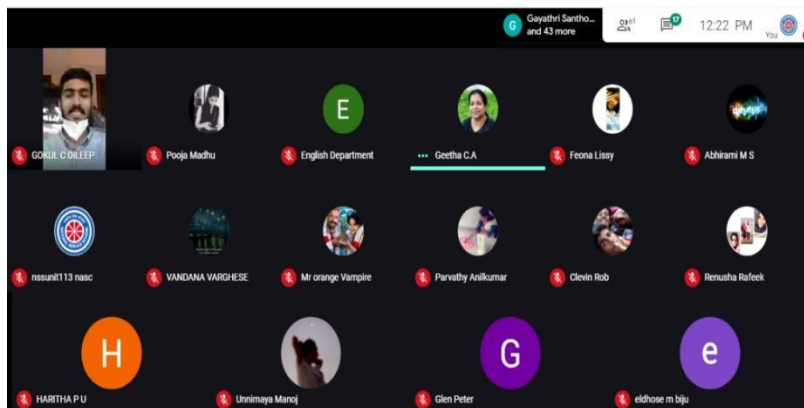 G Gayathri Santho...
and 43 more
61
17
12:22 PM
You
GOKUL C DILEEP
Pooja Madhu
E
English Department
Geetha C.A
Feona Lissy
Abhirami M S
nssunit113 nasc
VANDANA VARGHESE
Mr orange Vampire
Parvathy Anilkumar
Clevin Rob
Renusha Rafeek
H
HARITHA P U
Unnimaya Manoj
G
Glen Peter
e
eldhose m biju